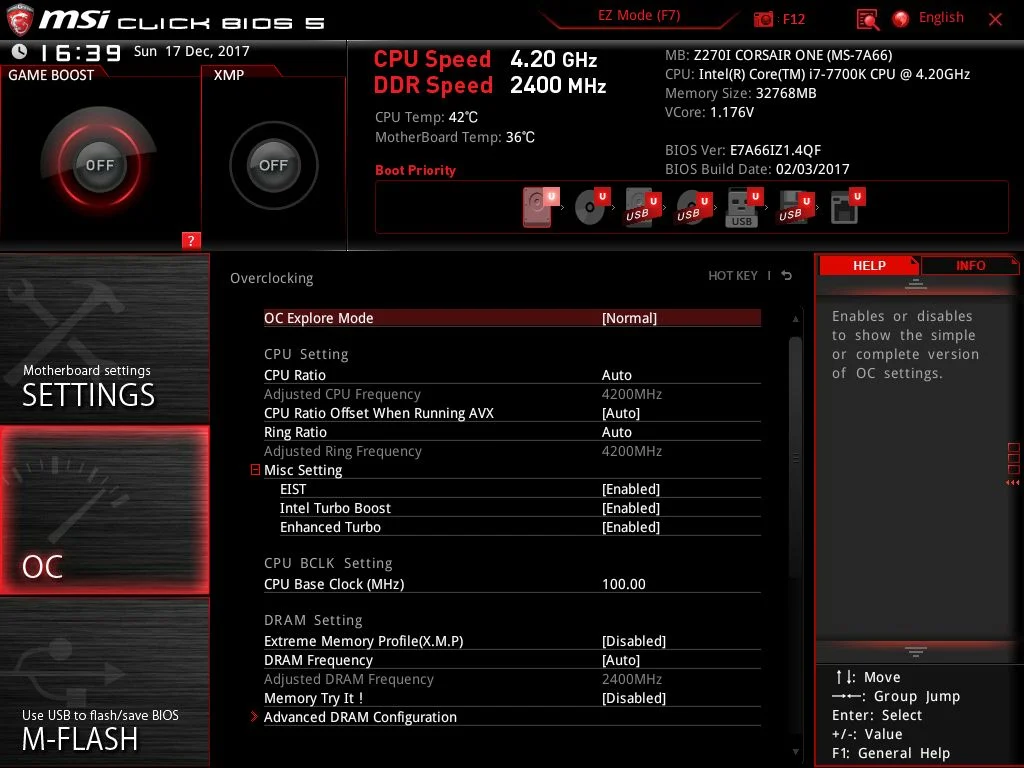 msi CLICK BIOS 5
EZ Mode (F7)
: F12
English
16:39 Sun 17 Dec, 2017
GAME BOOST
OFF
?
XMP
OFF
CPU Speed 4.20 GHz
DDR Speed 2400 MHz
CPU Temp: 42℃
MotherBoard Temp: 36℃
MB: Z270I CORSAIR ONE (MS-7A66)
CPU: Intel(R) Core(TM) i7-7700K CPU @ 4.20GHz
Memory Size: 32768MB
VCore: 1.176V
BIOS Ver: E7A66IZ1.4QF
BIOS Build Date: 02/03/2017
Boot Priority
U U U USB U USB U USB U USB U
Motherboard settings
SETTINGS
OC
Use USB to flash/save BIOS
M-FLASH
Overclocking
HOT KEY |
OC Explore Mode [Normal]
CPU Setting
CPU Ratio Auto
Adjusted CPU Frequency 4200MHz
CPU Ratio Offset When Running AVX [Auto]
Ring Ratio Auto
Adjusted Ring Frequency 4200MHz
Misc Setting
EIST [Enabled]
Intel Turbo Boost [Enabled]
Enhanced Turbo [Enabled]
CPU BCLK Setting
CPU Base Clock (MHz) 100.00
DRAM Setting
Extreme Memory Profile(X.M.P) [Disabled]
DRAM Frequency [Auto]
Adjusted DRAM Frequency 2400MHz
Memory Try It ! [Disabled]
Advanced DRAM Configuration
HELP
INFO
Enables or disables
to show the simple
or complete version
of OC settings.
↑↓: Move
→←: Group Jump
Enter: Select
+/-: Value
F1: General Help